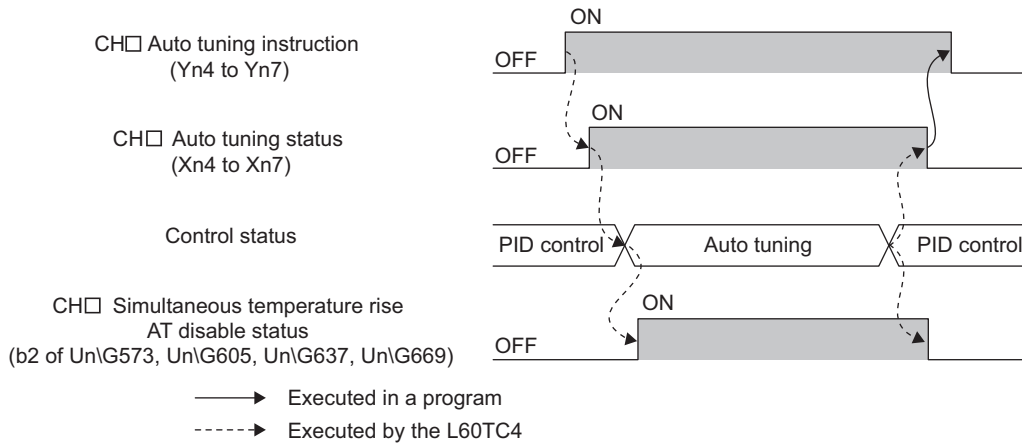 ON
CH□ Auto tuning instruction
(Yn4 to Yn7)
OFF
ON
CH□ Auto tuning status
(Xn4 to Xn7)
OFF
Control status
PID control
Auto tuning
PID control
CH□ Simultaneous temperature rise
AT disable status
(b2 of Un\G573, Un\G605, Un\G637, Un\G669)
ON
OFF
Executed in a program
Executed by the L60TC4